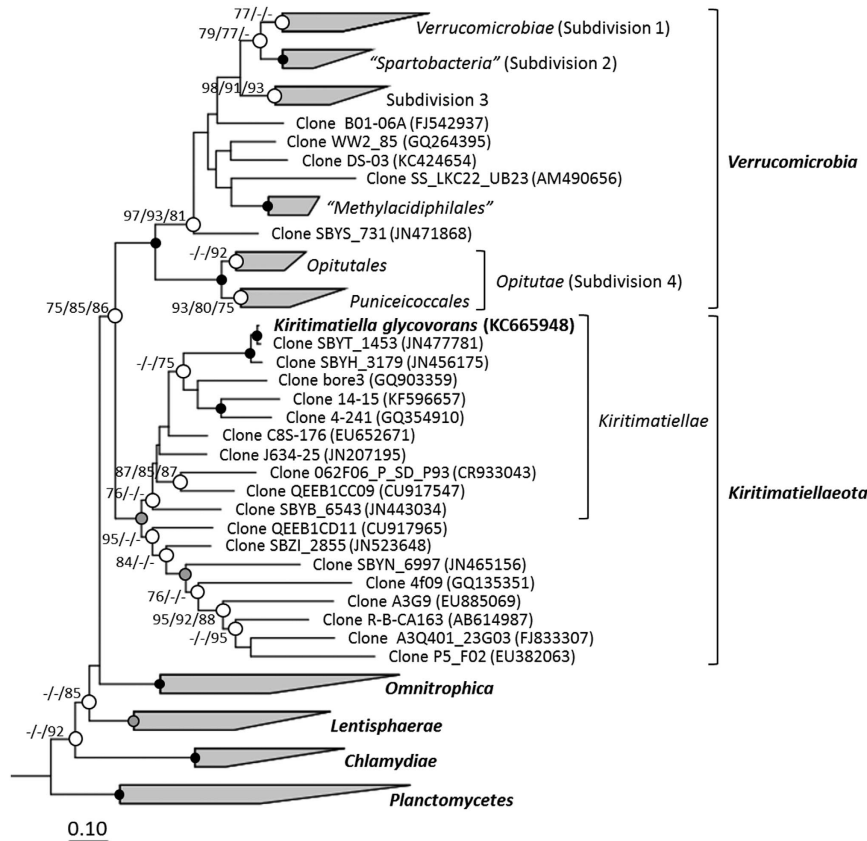 77/-/-
Verrucomicrobiae (Subdivision 1)
79/77/-
“Spartobacteria” (Subdivision 2)
98/91/93
Subdivision 3
Clone B01-06A (FJ542937)
Clone WW2_85 (GQ264395)
Clone DS-03 (KC424654)
Verrucomicrobia
Clone SS_LKC22_UB23 (AM490656)
“Methylacidiphilales”
97/93/81
Clone SBYS_731 (JN471868)
-/-/92
Opitutales
Opitutae (Subdivision 4)
93/80/75
Puniceicoccales
75/85/86
Kiritimatiella glycovorans (KC665948)
Clone SBYT_1453 (JN477781)
-/-/75
Clone SBYH_3179 (JN456175)
Clone bore3 (GQ903359)
Clone 14-15 (KF596657)
Clone 4-241 (GQ354910)
Kiritimatiellae
Clone C8S-176 (EU652671)
Clone J634-25 (JN207195)
87/85/87
Clone 062F06_P_SD_P93 (CR933043)
76/-/-
Clone QEEB1CC09 (CU917547)
Kiritimatiellaeota
Clone SBYB_6543 (JN443034)
Clone QEEB1CD11 (CU917965)
95/-/-
Clone SBZI_2855 (JN523648)
84/-/-
Clone SBYN_6997 (JN465156)
Clone 4f09 (GQ135351)
76/-/-
Clone A3G9 (EU885069)
95/92/88
Clone R-B-CA163 (AB614987)
-/-/95
Clone A3Q401_23G03 (FJ833307)
Clone P5_F02 (EU382063)
Omnitrophica
-/-/85
Lentisphaerae
-/-/92
Chlamydiae
Planctomycetes
0.10